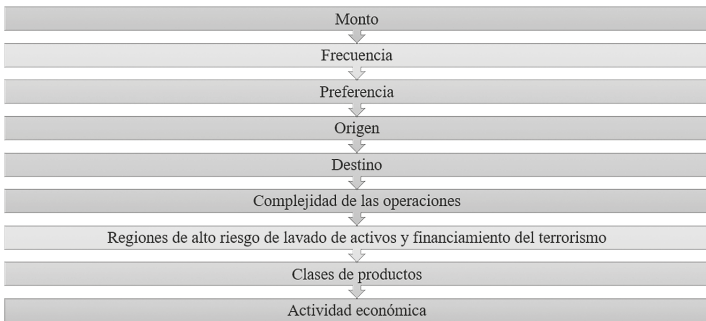 Monto
Frecuencia
Preferencia
Origen
Destino
Complejidad de las operaciones
Regiones de alto riesgo de lavado de activos y financiamiento del terrorismo
Clases de productos
Actividad económica